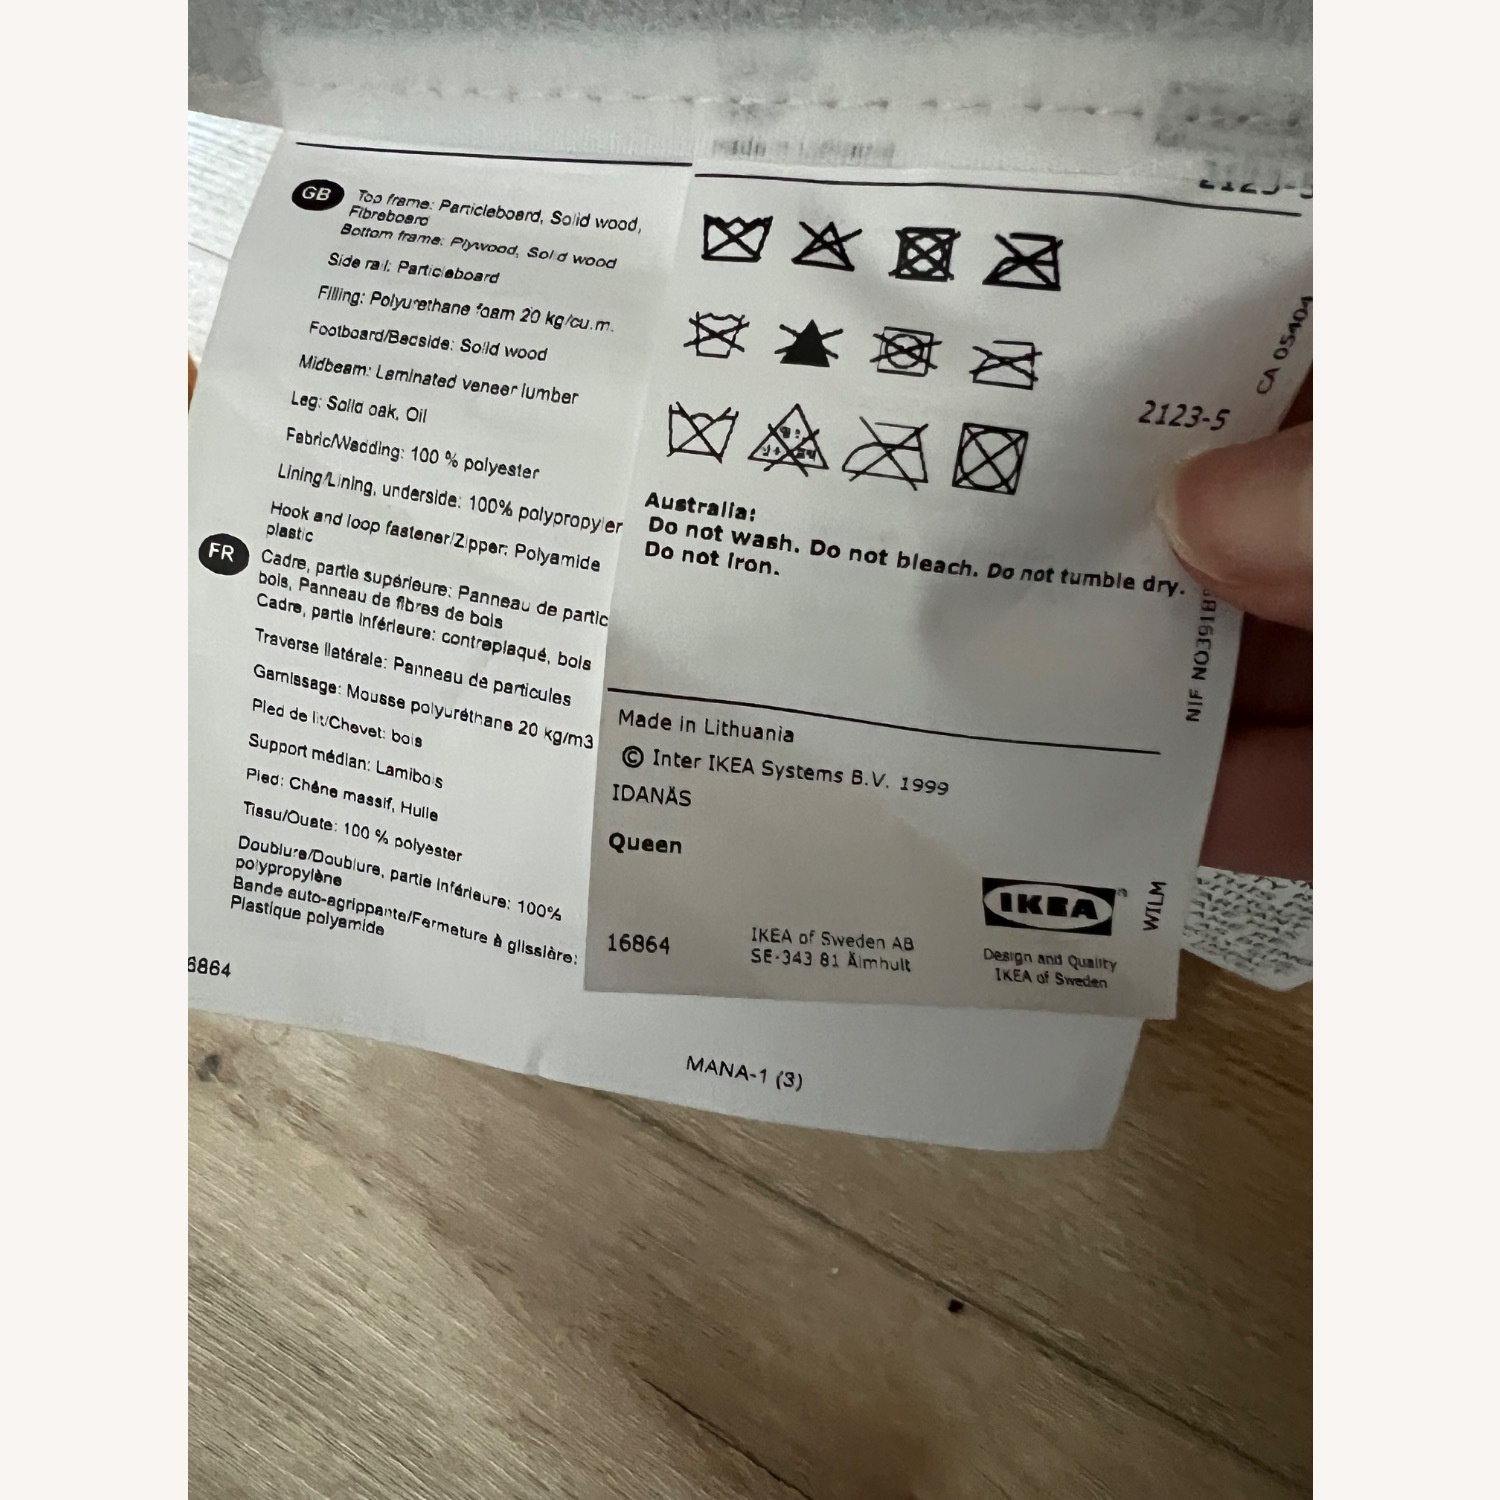 GB
Top frame: Particleboard, Solid wood,
Fibreboard
Bottom frame: Plywood, Solid wood
Side rail: Particleboard
Filling: Polyurethane foam 20 kg/cu.m.
Footboard/Bedside: Solid wood
Midbeam: Laminated veneer lumber
Leg: Solid oak, Oil
Fabric/Wadding: 100 % polyester
Lining/Lining, underside: 100% polypropylen
Hook and loop fastener/Zipper: Polyamide
plastic
FR
Cadre, partie supérieure: Panneau de partic
bois, Panneau de fibres de bois
Cadre, partie inférieure: contreplaqué, bois
Traverse llatérale: Panneau de particules
Garnissage: Mousse polyuréthane 20 kg/m3
Pied de lit/Chevet: bois
Support médian: Lamibois
Pied: Chêne massif, Huile
Tissu/Ouate: 100 % polyester
Doublure/Doublure, partie inférieure: 100%
polypropylène
Bande auto-agrippante/Fermeture à glissière:
Plastique polyamide
6864
2123-5
2123-5
CA 05404
Australia:
Do not wash. Do not bleach. Do not tumble dry.
Do not iron.
Made in Lithuania
© Inter IKEA Systems B.V. 1999
IDANÄS
Queen
16864
IKEA of Sweden AB
SE-343 81 Älmhult
IKEA
Design and Quality
IKEA of Sweden
WILM
MANA-1 (3)